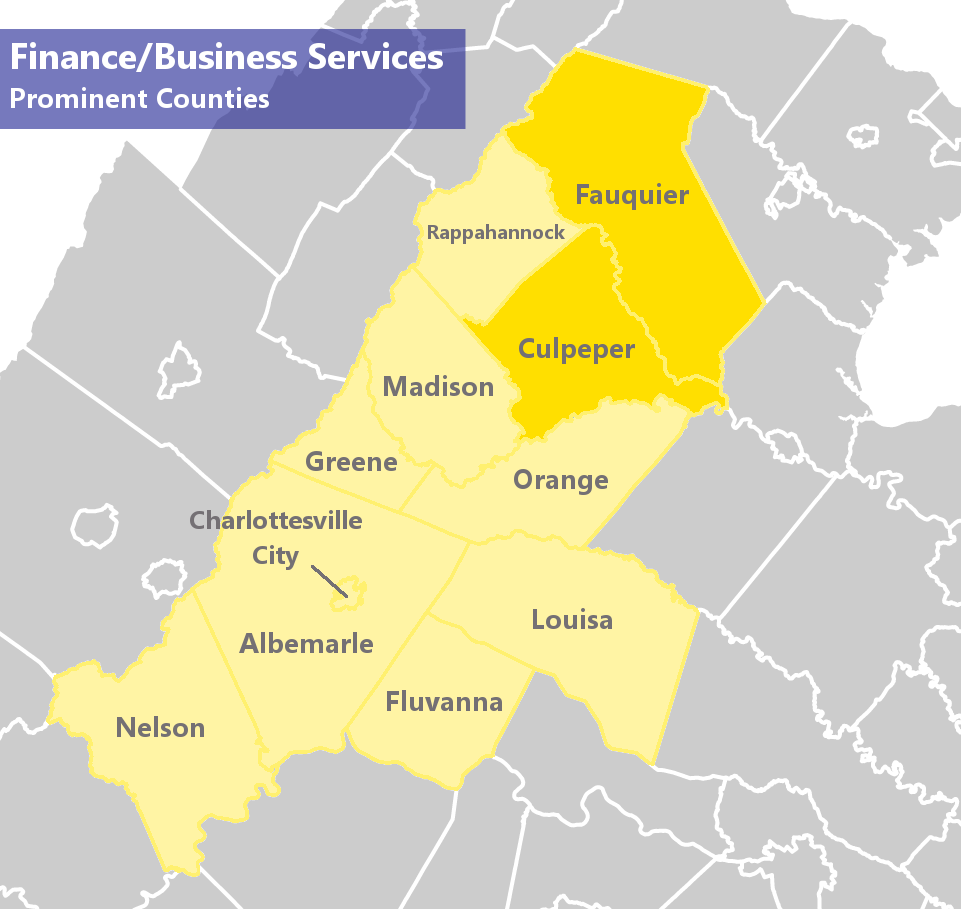 Finance/Business Services
Prominent Counties
Fauquier
Rappahannock
Culpeper
Madison
Greene
Orange
Charlottesville
City
Louisa
Albemarle
Fluvanna
Nelson